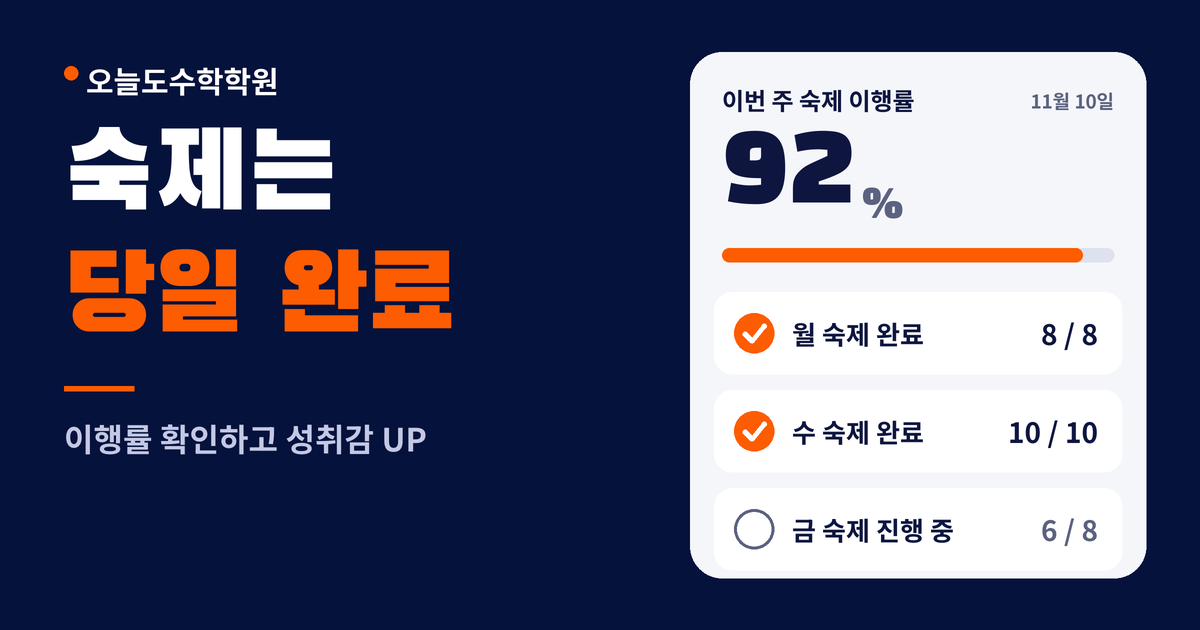 오늘도수학학원
숙제는
당일 완료
이행률 확인하고 성취감 UP
이번 주 숙제 이행률 11월 10일
92%
월 숙제 완료 8 / 8
수 숙제 완료 10 / 10
금 숙제 진행 중 6 / 8